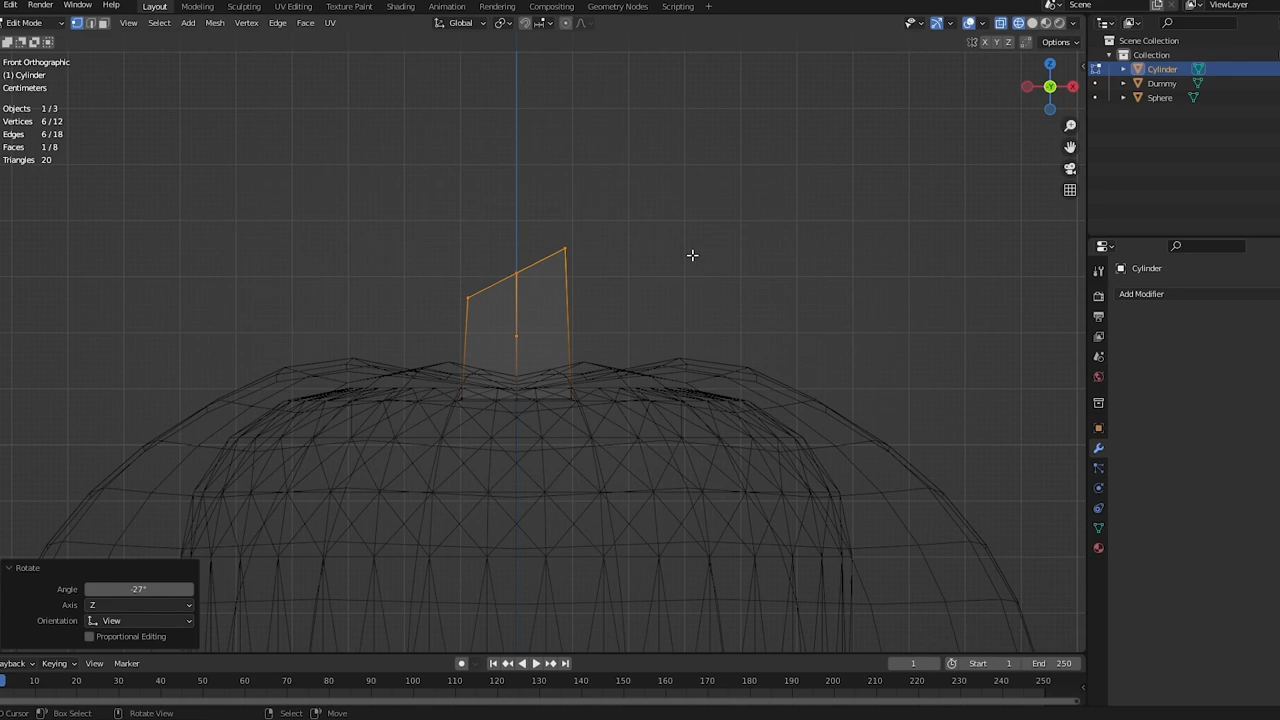 Edit Render Window Help Layout Modeling Sculpting UV Editing Texture Paint Shading Animation Rendering Compositing Geometry Nodes Scripting + Scene ViewLayer
Edit Mode View Select Add Mesh Vertex Edge Face UV Global
X Y Z Options
Front Orthographic
(1) Cylinder
Centimeters
Objects 1/3
Vertices 6/12
Edges 6/18
Faces 1/8
Triangles 20
Z
X
Y
Scene Collection
Collection
Cylinder
Dummy
Sphere
Cylinder
Add Modifier
Rotate
Angle -27°
Axis Z
Orientation View
Proportional Editing
ayback Keying View Marker 1 Start 1 End 250
10 20 30 40 50 60 70 80 90 100 110 120 130 140 150 160 170 180 190 200 210 220 230 240 250
D Cursor Box Select Rotate View Select Move